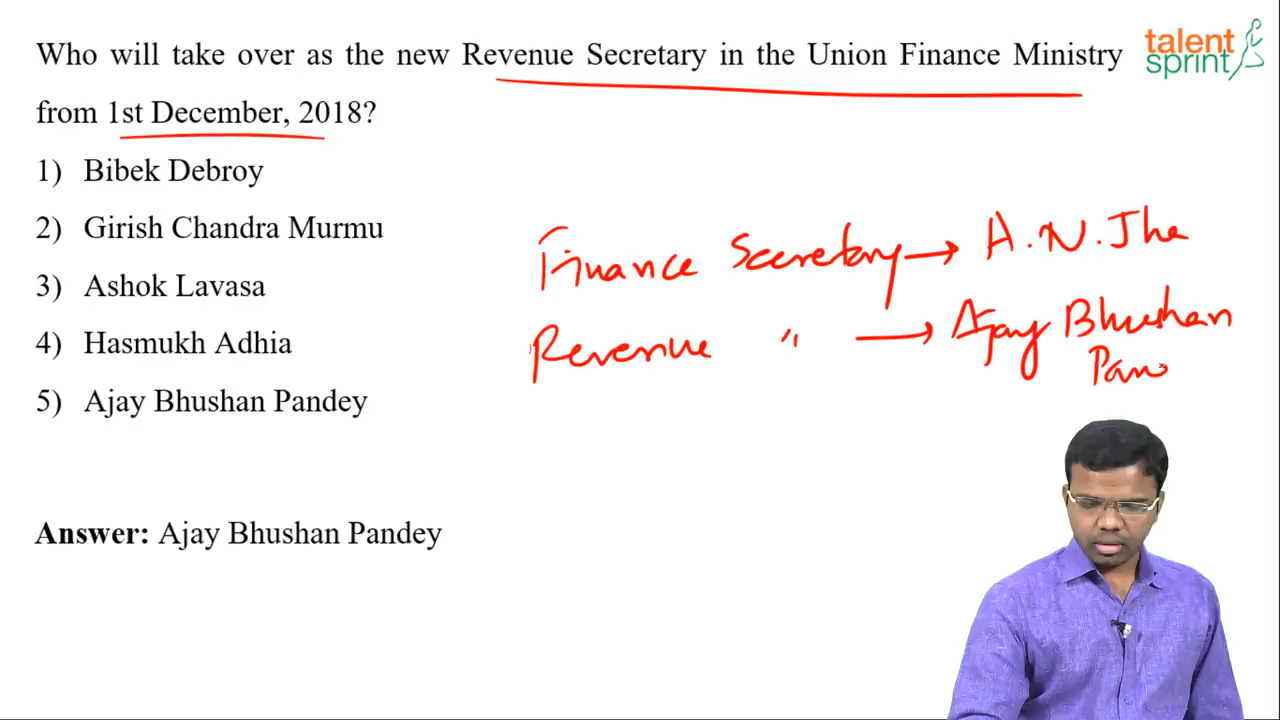 Who will take over as the new Revenue Secretary in the Union Finance Ministry
from 1st December, 2018?
1) Bibek Debroy
2) Girish Chandra Murmu
3) Ashok Lavasa
4) Hasmukh Adhia
5) Ajay Bhushan Pandey
Answer: Ajay Bhushan Pandey
talent
sprint
Finance Secretary → A.N. Jha
Revenue " → Ajay Bhushan
Pan